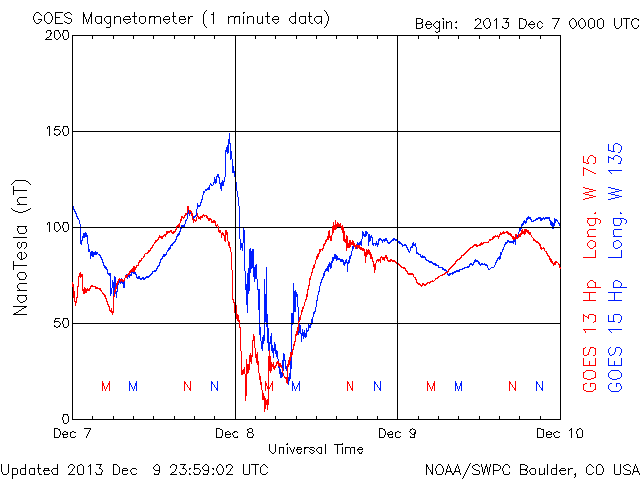 GOES Magnetometer (1 minute data)
Begin: 2013 Dec 7 0000 UTC
200
150
100
50
0
NanoTesla (nT)
M M N N M M N N M M N N
Dec 7 Dec 8 Dec 9 Dec 10
Universal Time
GOES 13 Hp Long. W 75
GOES 15 Hp Long. W 135
Updated 2013 Dec 9 23:59:02 UTC
NOAA/SWPC Boulder, CO USA